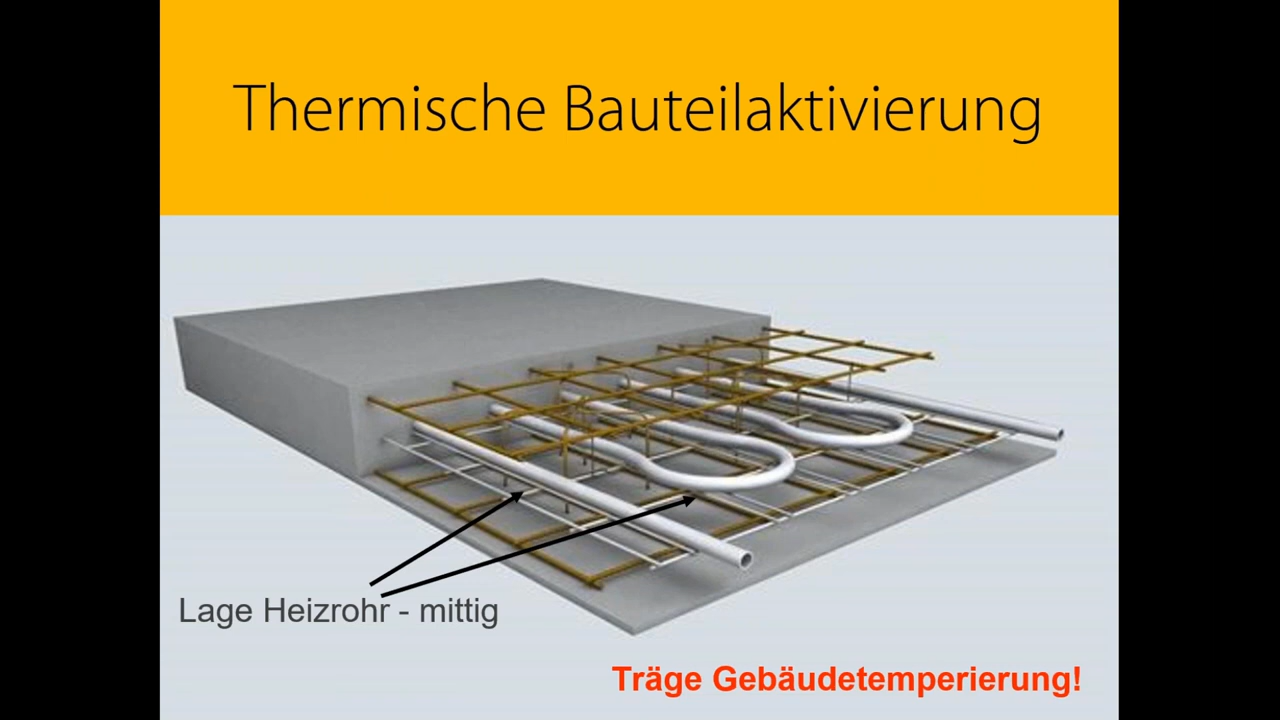 Thermische Bauteilaktivierung
Lage Heizrohr - mittig
Träge Gebäudetemperierung!